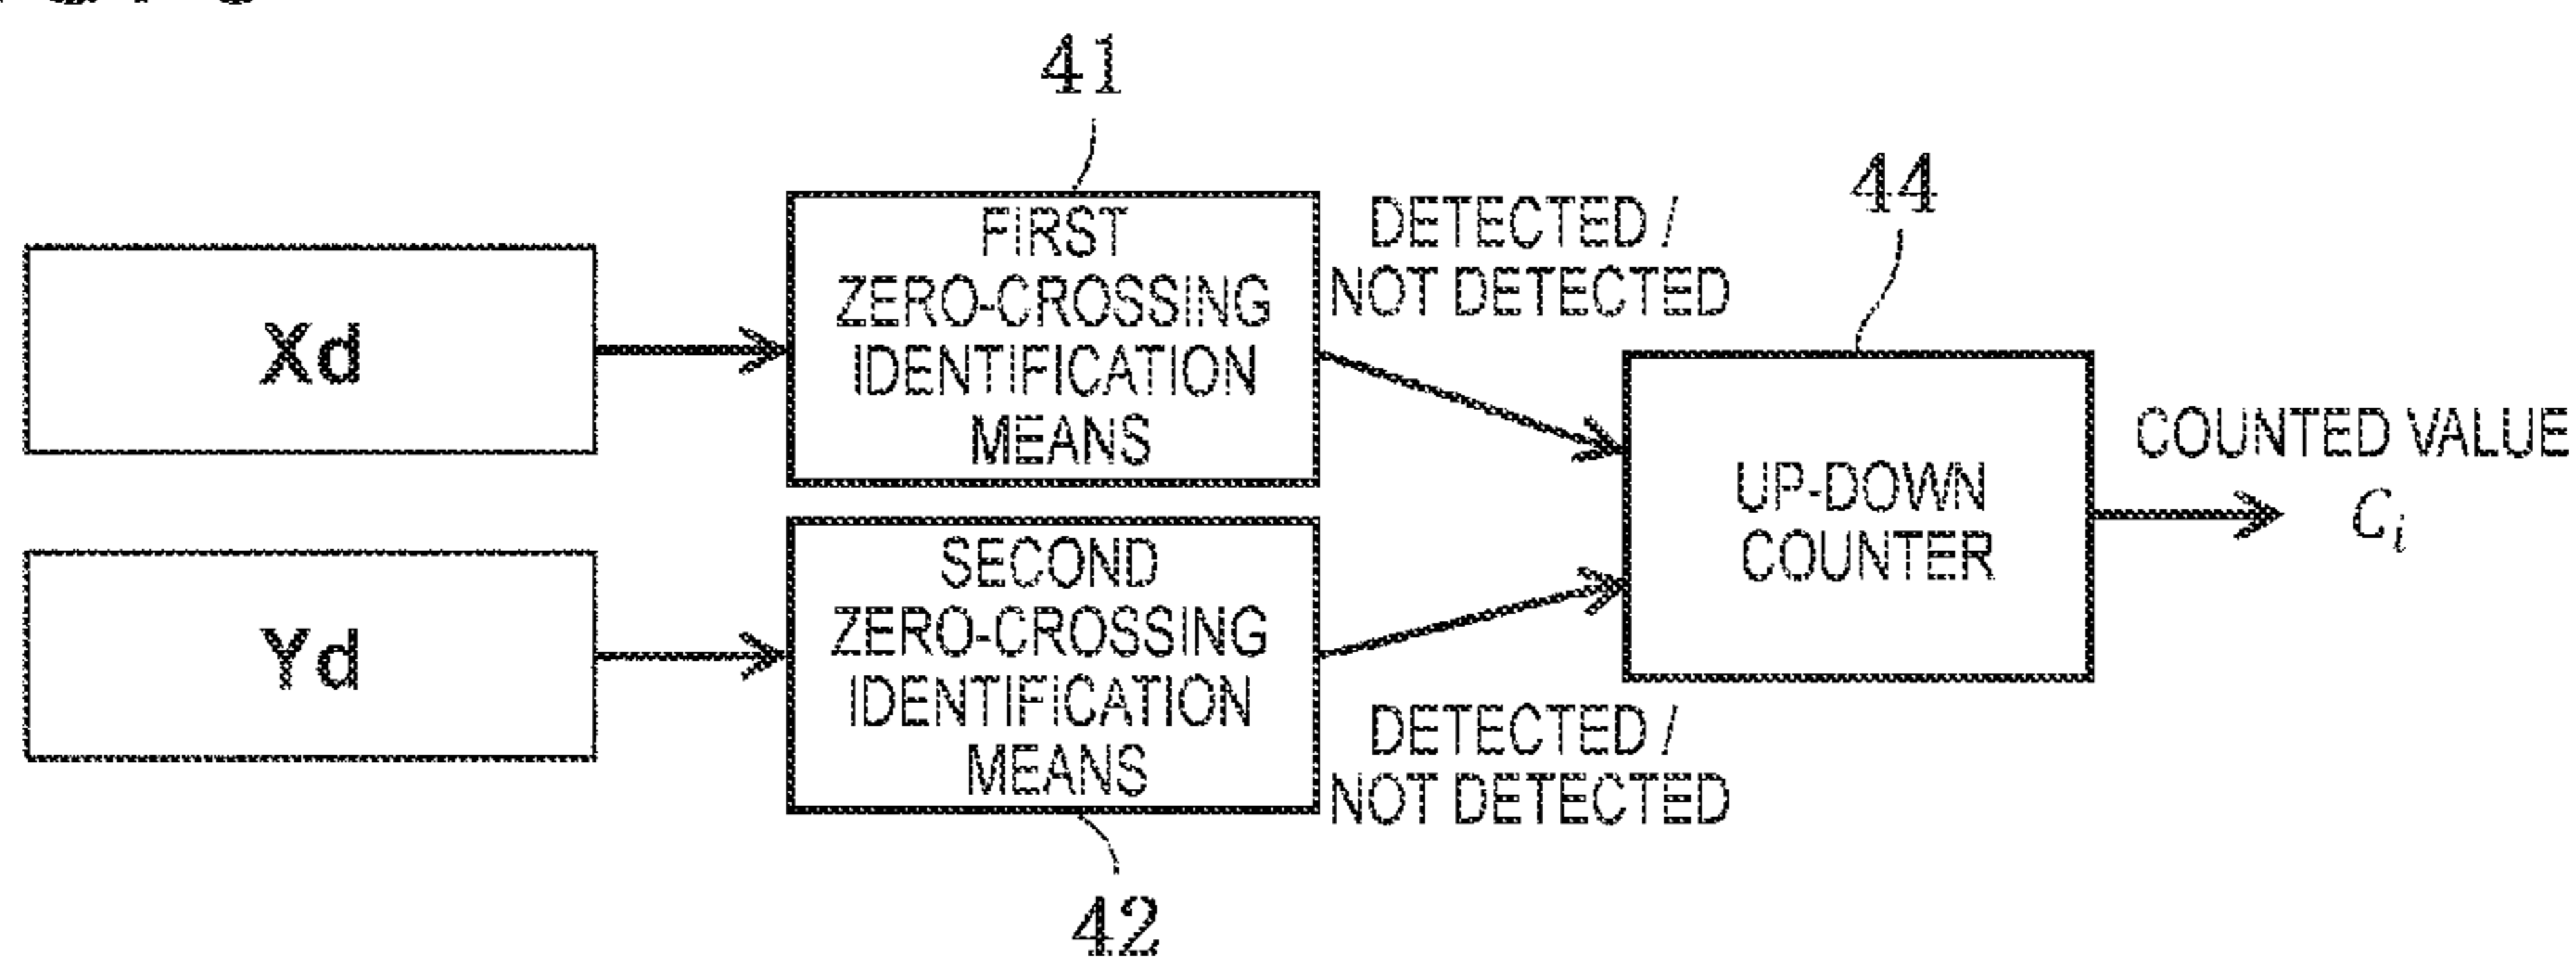 41
FIRST
ZERO-CROSSING
IDENTIFICATION
MEANS
DETECTED /
NOT DETECTED
44
Xd
UP-DOWN
COUNTER
COUNTED VALUE
C_i
Yd
SECOND
ZERO-CROSSING
IDENTIFICATION
MEANS
DETECTED /
NOT DETECTED
42